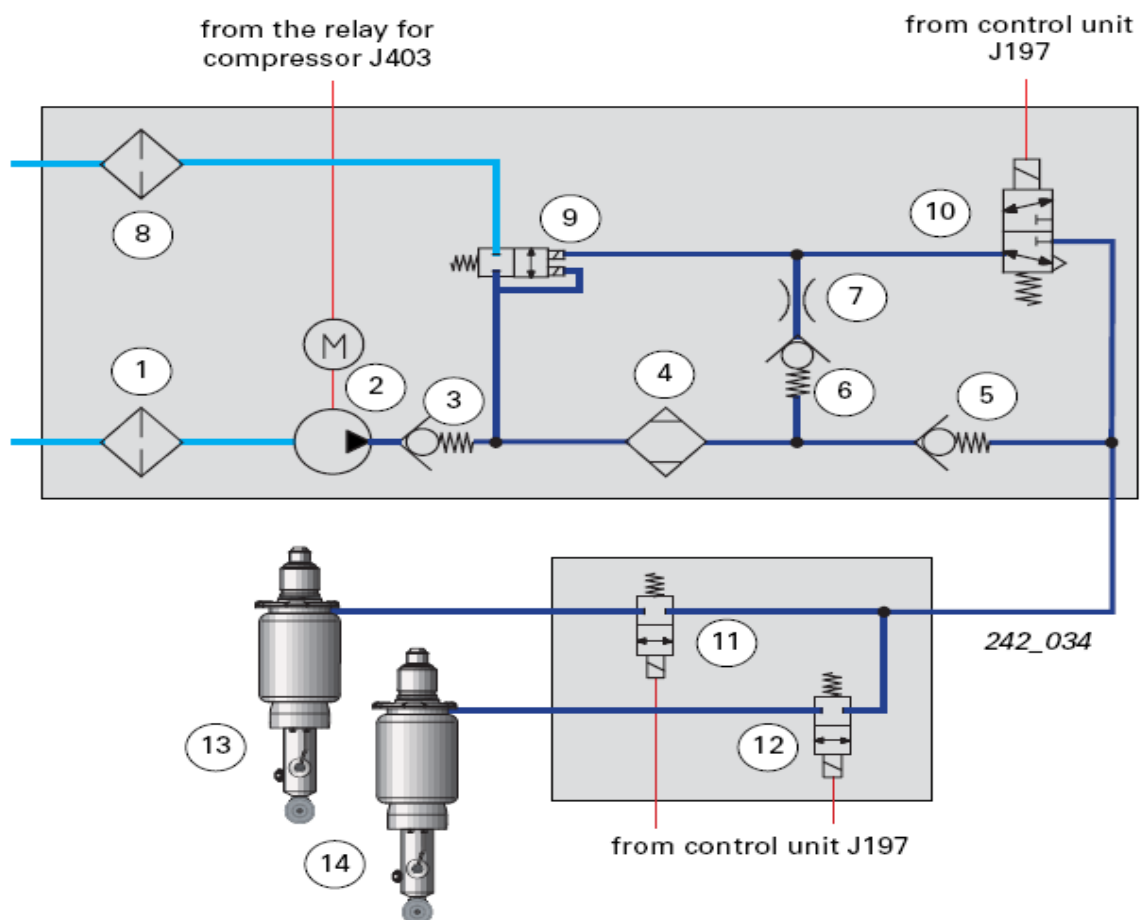 from the relay for
compressor J403
from control unit
J197
8
9
10
7
1
M
2
3
4
6
5
11
242_034
12
13
14
from control unit J197